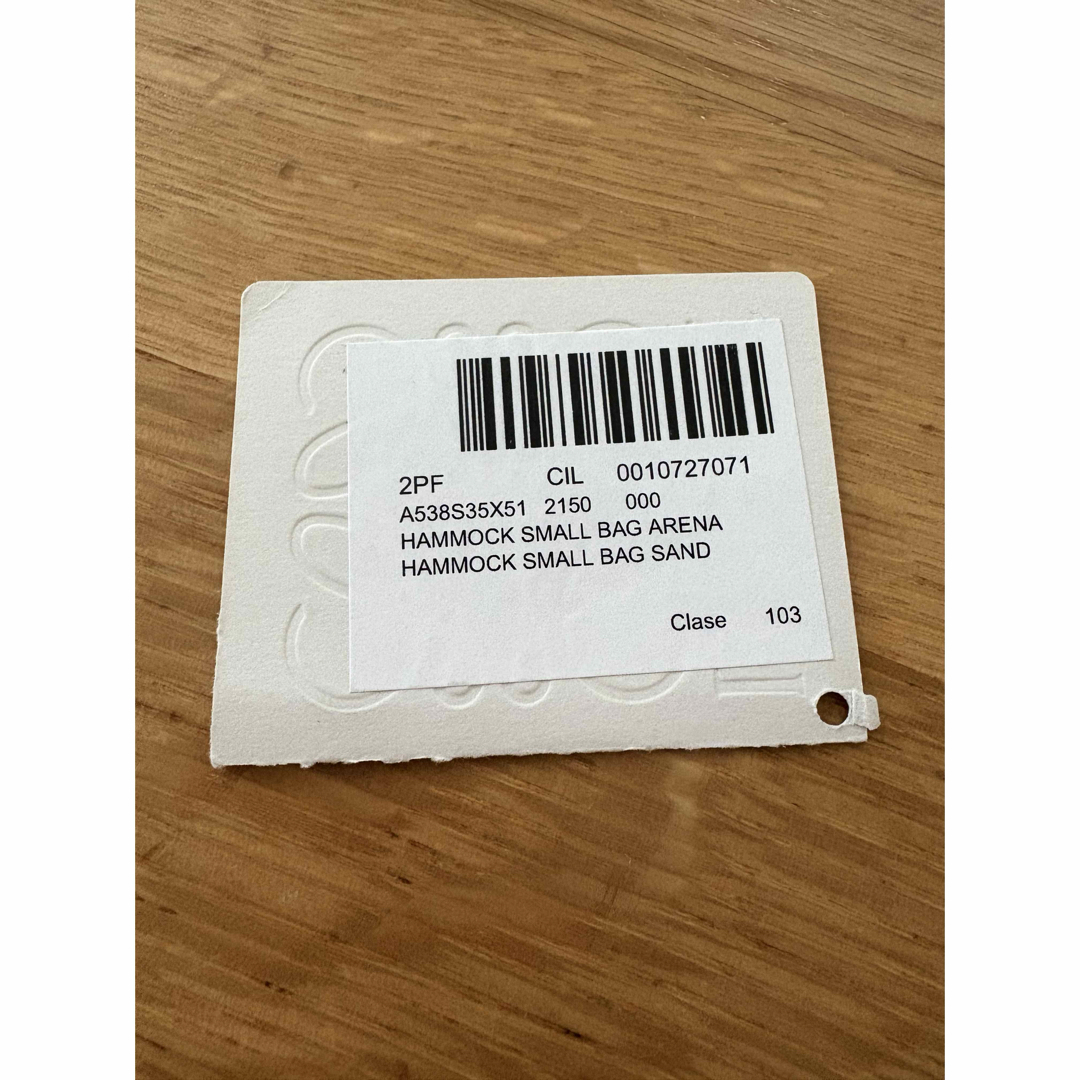 2PF CIL 0010727071
A538S35X51 2150 000
HAMMOCK SMALL BAG ARENA
HAMMOCK SMALL BAG SAND
Clase 103